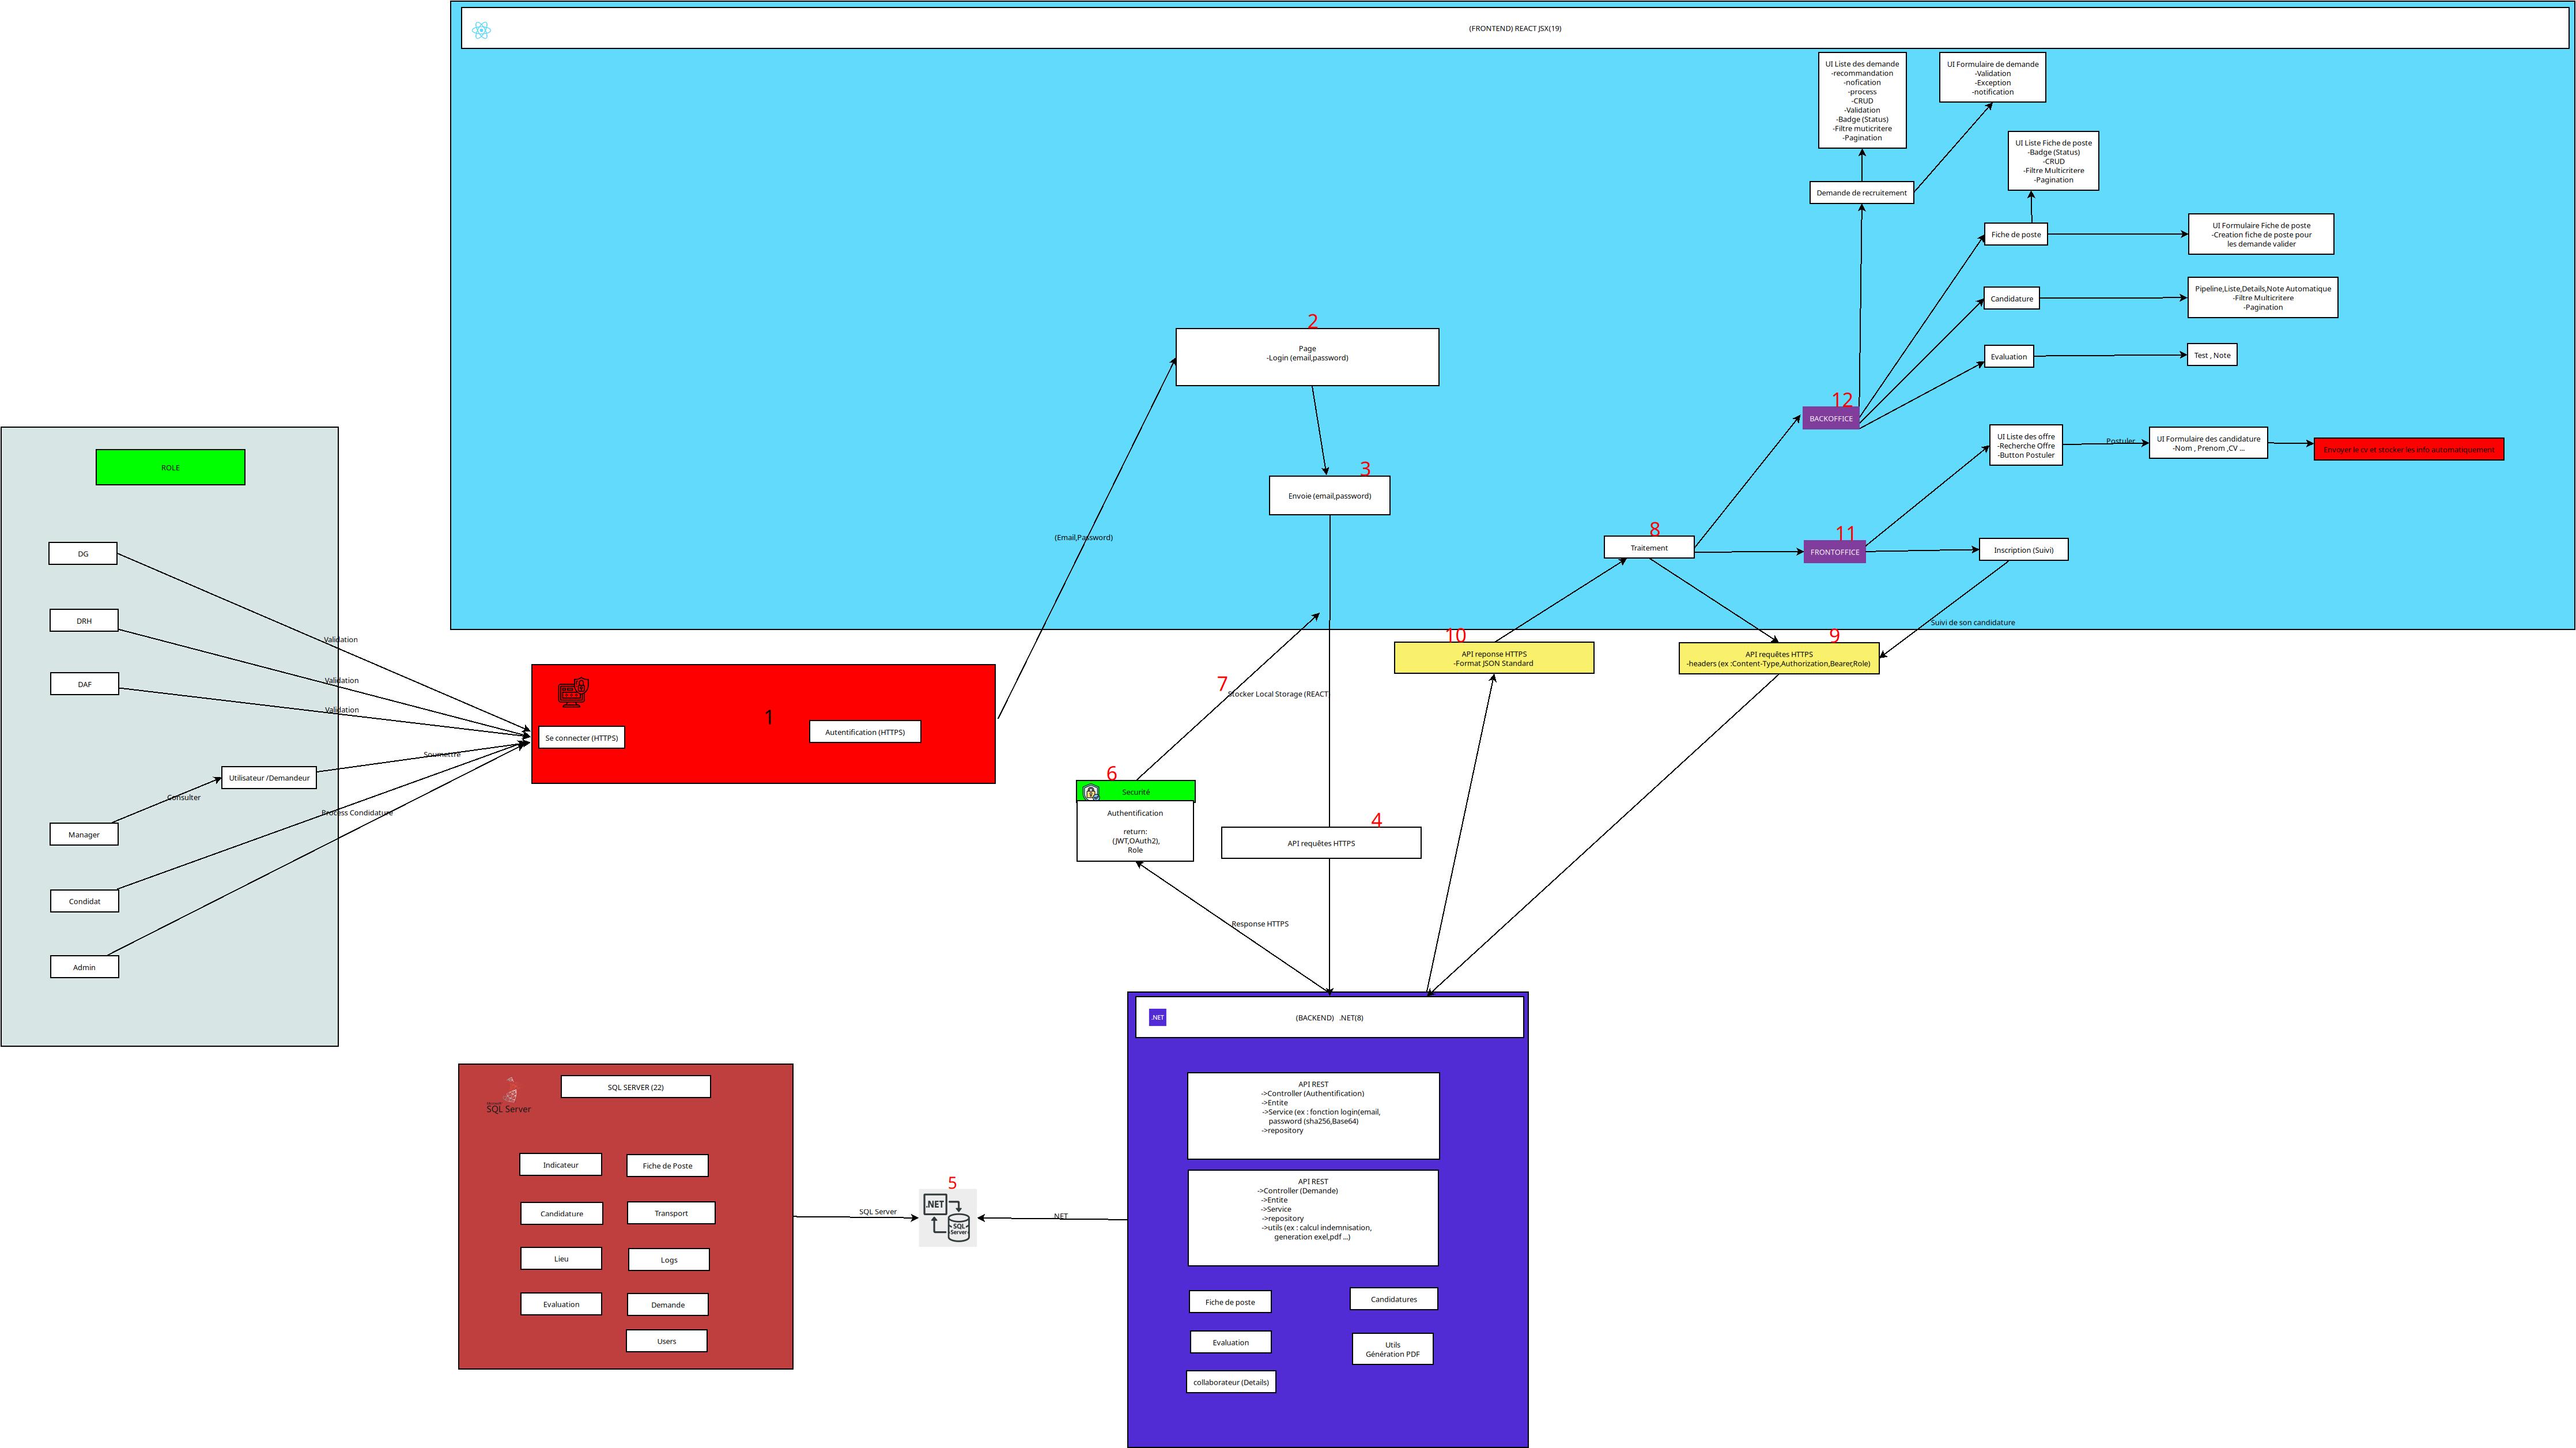 (FRONTEND) REACT JSX(19)
UI Liste des demande
-recommandation
-nofication
-process
-CRUD
-Validation
-Badge (Status)
-Filtre muticritere
-Pagination
UI Formulaire de demande
-Validation
-Exception
-notification
UI Liste Fiche de poste
-Badge (Status)
-CRUD
-Filtre Multicritere
-Pagination
Demande de recruitement
Fiche de poste
UI Formulaire Fiche de poste
-Creation fiche de poste pour
les demande valider
Candidature
Pipeline,Liste,Details,Note Automatique
-Filtre Multicritere
-Pagination
Evaluation
Test , Note
2
Page
-Login (email,password)
12
BACKOFFICE
UI Liste des offre
-Recherche Offre
-Button Postuler
Postuler
UI Formulaire des candidature
-Nom , Prenom ,CV ...
Envoyer le cv et stocker les info automatiquement
3
Envoie (email,password)
(Email,Password)
8
Traitement
11
FRONTOFFICE
Inscription (Suivi)
Suivi de son candidature
10
API reponse HTTPS
-Format JSON Standard
9
API requêtes HTTPS
-headers (ex :Content-Type,Authorization,Bearer,Role)
ROLE
DG
DRH
DAF
Utilisateur /Demandeur
Manager
Condidat
Admin
Validation
Validation
Validation
Soumettre
Consulter
Process Condidature
1
Se connecter (HTTPS)
Autentification (HTTPS)
7
Stocker Local Storage (REACT)
6
Securité
Authentification
return:
(JWT,OAuth2),
Role
4
API requêtes HTTPS
Response HTTPS
.NET
(BACKEND) .NET(8)
API REST
->Controller (Authentification)
->Entite
->Service (ex : fonction login(email,
password (sha256,Base64)
->repository
API REST
->Controller (Demande)
->Entite
->Service
->repository
->utils (ex : calcul indemnisation,
generation exel,pdf ...)
Fiche de poste
Candidatures
Evaluation
Utils
Génération PDF
collaborateur (Details)
SQL Server
SQL SERVER (22)
Indicateur
Fiche de Poste
Candidature
Transport
Lieu
Logs
Evaluation
Demande
Users
SQL Server
5
.NET
SQL
Server
.NET